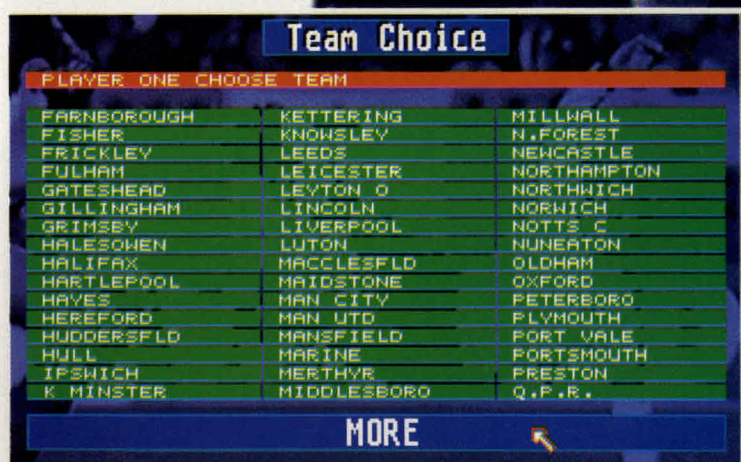 Team Choice
PLAYER ONE CHOOSE TEAM
FARNBOROUGH KETTERING MILLWALL
FISHER KNOWSLEY N.FOREST
FRICKLEY LEEDS NEWCASTLE
FULHAM LEICESTER NORTHAMPTON
GATESHEAD LEYTON O NORTHWICH
GILLINGHAM LINCOLN NORWICH
GRIMSBY LIVERPOOL NOTTS C
HALESOWEN LUTON NUNEATON
HALIFAX MACCLESFLD OLDHAM
HARTLEPOOL MAIDSTONE OXFORD
HAYES MAN CITY PETERBORO
HEREFORD MAN UTD PLYMOUTH
HUDDERSFLD MANSFIELD PORT VALE
HULL MARINE PORTSMOUTH
IPSWICH MERTHYR PRESTON
K MINSTER MIDDLESBORO Q.P.R.
MORE